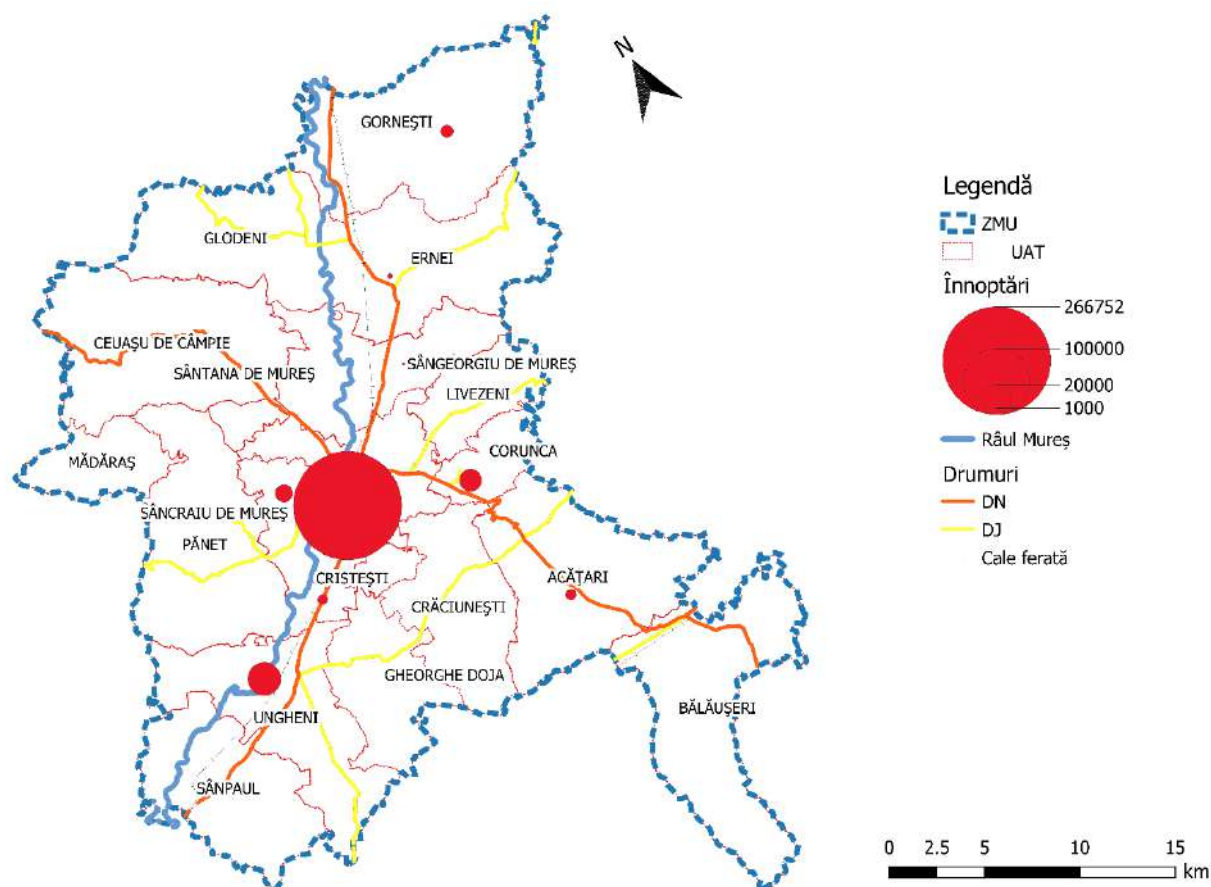 N
GORNEŞTI
GLODENI
ERNEI
CEUAŞU DE CÂMPIE
SÂNTANA DE MUREŞ
SÂNGEORGIU DE MUREŞ
LIVEZENI
MĂDĂRAŞ
CORUNCA
SÂNCRAIU DE MUREŞ
PĂNET
CRISTEŞTI
ACĂŢARI
CRĂCIUNEŞTI
GHEORGHE DOJA
BĂLĂUŞERI
UNGHENI
SÂNPAUL
Legendă
ZMU
UAT
Înnoptări
266752
100000
20000
1000
Râul Mureș
Drumuri
DN
DJ
Cale ferată
0 2.5 5 10 15
km